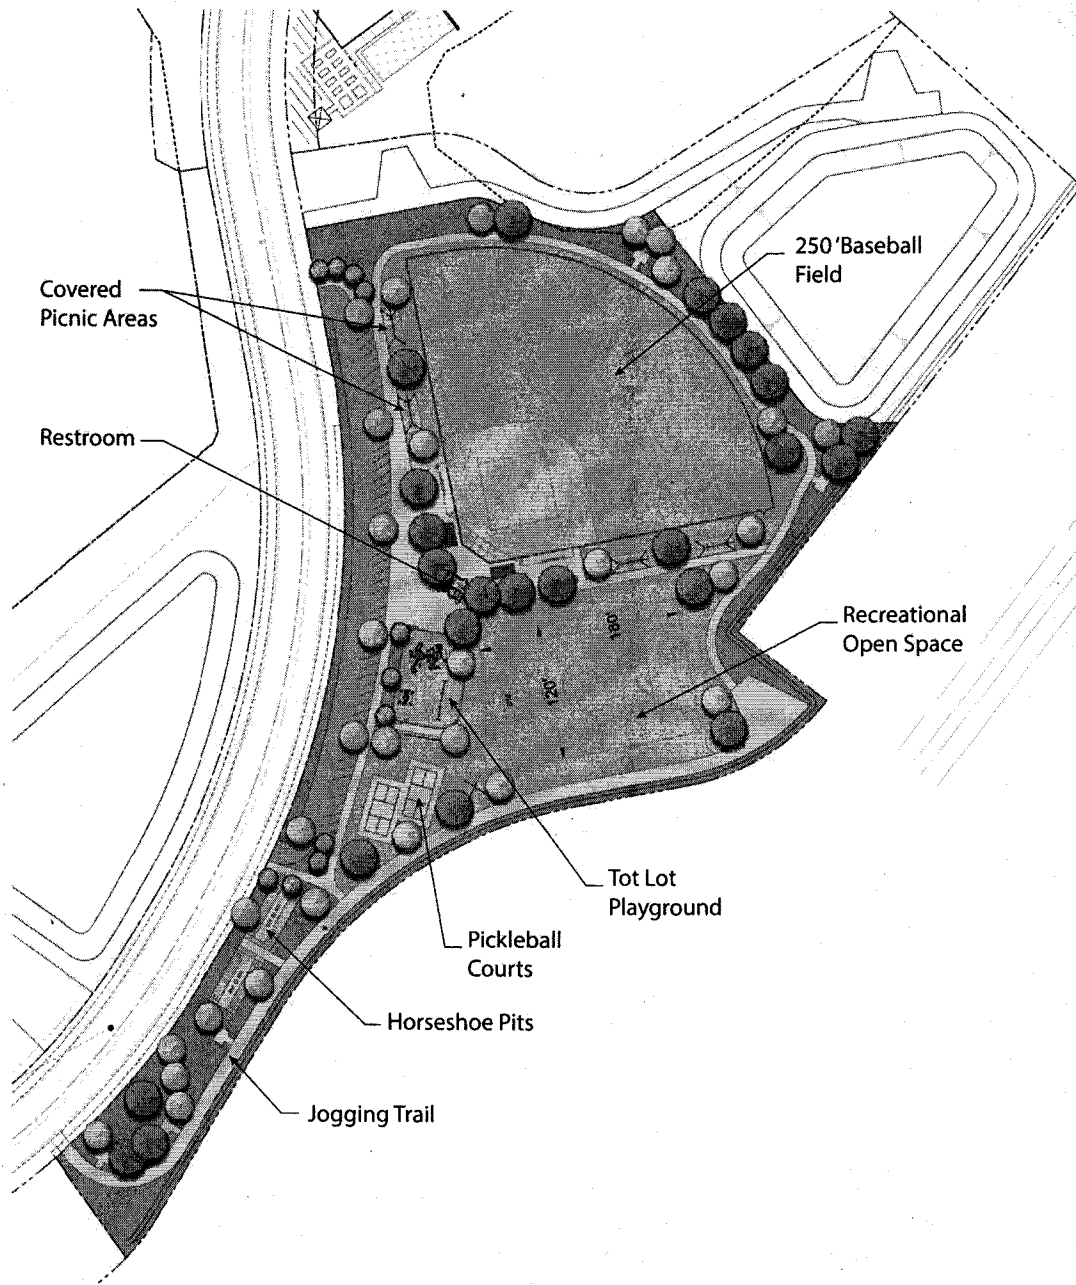 250 'Baseball
Field
Covered
Picnic Areas
Restroom
Recreational
Open Space
180'
120'
Tot Lot
Playground
Pickleball
Courts
Horseshoe Pits
Jogging Trail